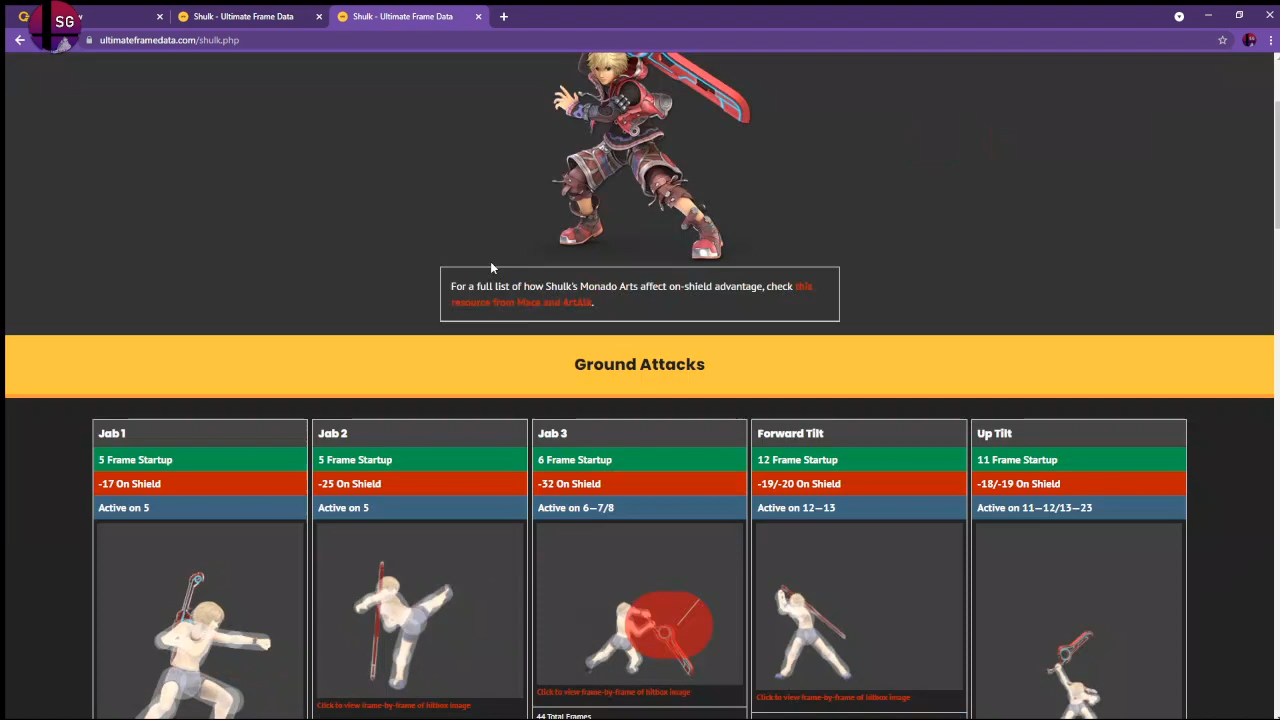 SG
Shulk - Ultimate Frame Data
Shulk - Ultimate Frame Data
ultimateframedata.com/shulk.php
For a full list of how Shulk's Monado Arts affect on-shield advantage, check this
resource from Maca and ArtAlik.
Ground Attacks
Jab 1
5 Frame Startup
-17 On Shield
Active on 5
Jab 2
5 Frame Startup
-25 On Shield
Active on 5
Click to view frame-by-frame of hitbox image
Jab 3
6 Frame Startup
-32 On Shield
Active on 6—7/8
Click to view frame-by-frame of hitbox image
44 Total Frames
Forward Tilt
12 Frame Startup
-19/-20 On Shield
Active on 12—13
Click to view frame-by-frame of hitbox image
Up Tilt
11 Frame Startup
-18/-19 On Shield
Active on 11—12/13—23